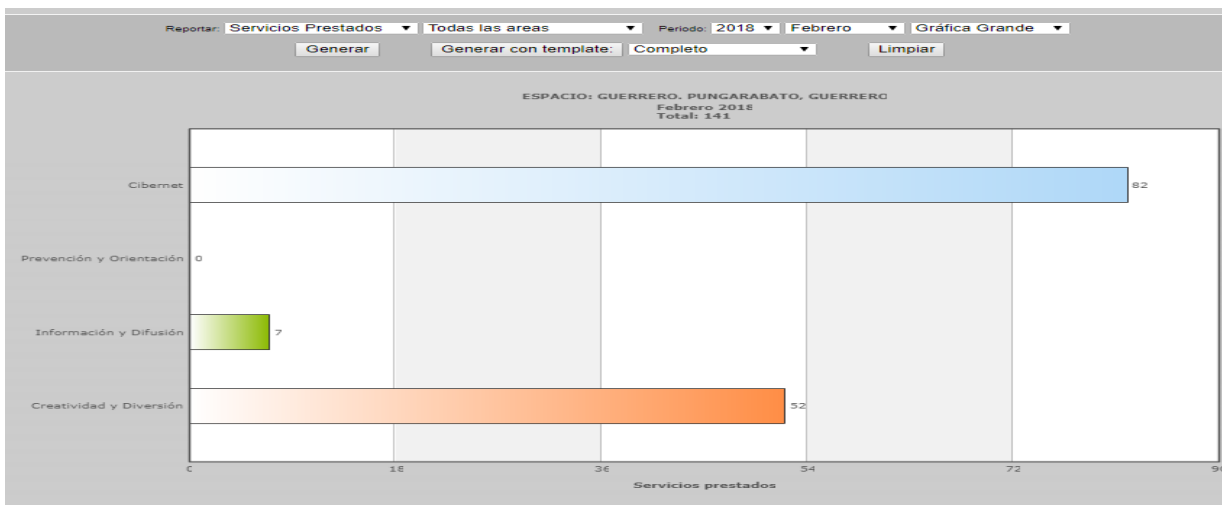 Reportar: Servicios Prestados Todas las areas Periodo: 2018 Febrero Gráfica Grande
Generar Generar con template: Completo Limpiar
ESPACIO: GUERRERO. PUNGARABATO, GUERRERO
Febrero 2018
Total: 141
Cibernet 82
Prevención y Orientación 0
Información y Difusión 7
Creatividad y Diversión 52
0 18 36 54 72
Servicios prestados